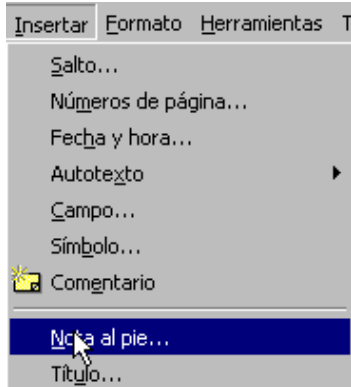 Insertar Formato Herramientas T
Salto...
Números de página...
Fecha y hora...
Autotexto
Campo...
Símbolo...
Comentario
Nota al pie...
Título...